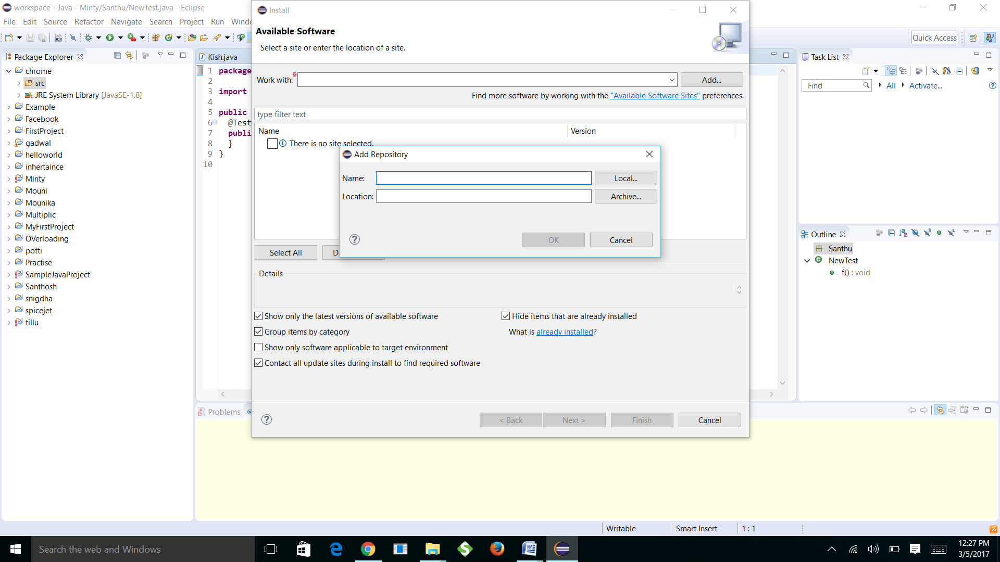 workspace - Java - Minty/Santhu/NewTest.java - Eclipse
File Edit Source Refactor Navigate Search Project Run Windo
Quick Access
Package Explorer
chrome
src
JRE System Library [JavaSE-1.8]
Example
Facebook
FirstProject
gadwal
helloworld
inhertaince
Minty
Mouni
Mounika
Multiplic
MyFirstProject
OVerloading
potti
Practise
SampleJavaProject
Santhosh
snigdha
spicejet
tillu
Kish.java
1 package
2
3 import
4
5 public
6 @Test
7 publi
8 }
9 }
10
Install
Available Software
Select a site or enter the location of a site.
Work with:
Add...
Find more software by working with the "Available Software Sites" preferences.
type filter text
Name Version
There is no site selected.
Add Repository
Name: Local...
Location: Archive...
OK Cancel
Select All D
Details
Show only the latest versions of available software
Hide items that are already installed
Group items by category
What is already installed?
Show only software applicable to target environment
Contact all update sites during install to find required software
< Back Next > Finish Cancel
Task List
Find All Activate...
Outline
Santhu
NewTest
f() : void
Problems @
Writable Smart Insert 1 : 1
Search the web and Windows
12:27 PM
3/5/2017